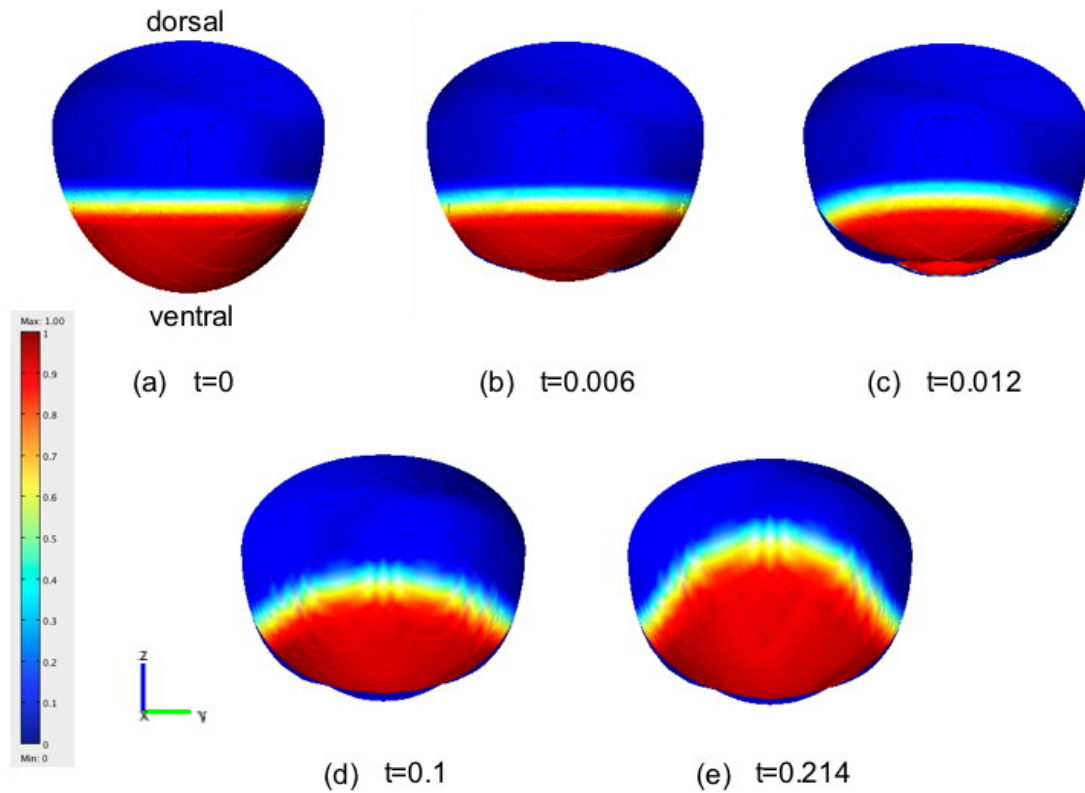 dorsal
ventral
(a) t=0
(b) t=0.006
(c) t=0.012
Max: 1.00
1
0.9
0.8
0.7
0.6
0.5
0.4
0.3
0.2
0.1
0
Min: 0
z
x
y
(d) t=0.1
(e) t=0.214